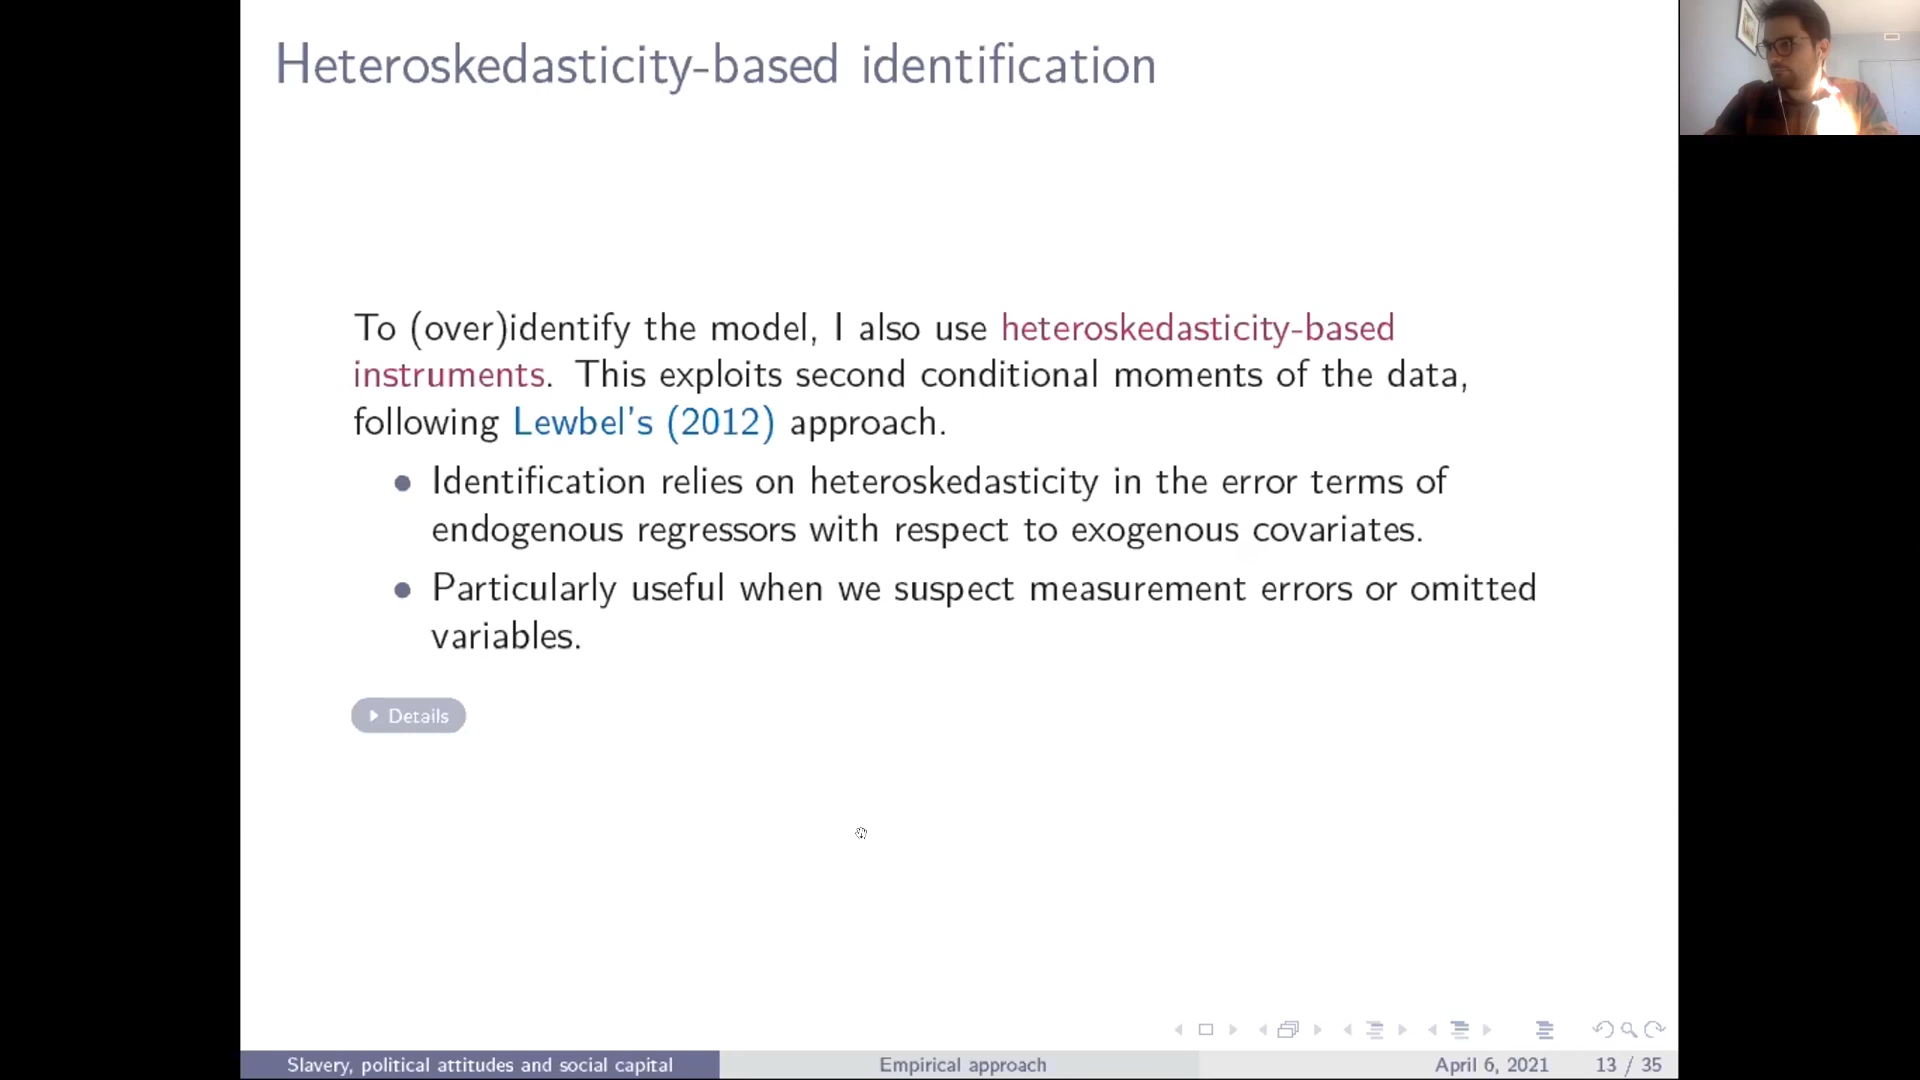 Heteroskedasticity-based identification
To (over)identify the model, I also use heteroskedasticity-based
instruments. This exploits second conditional moments of the data,
following Lewbel's (2012) approach.
• Identification relies on heteroskedasticity in the error terms of
endogenous regressors with respect to exogenous covariates.
• Particularly useful when we suspect measurement errors or omitted
variables.
Details
Slavery, political attitudes and social capital
Empirical approach
April 6, 2021
13 / 35